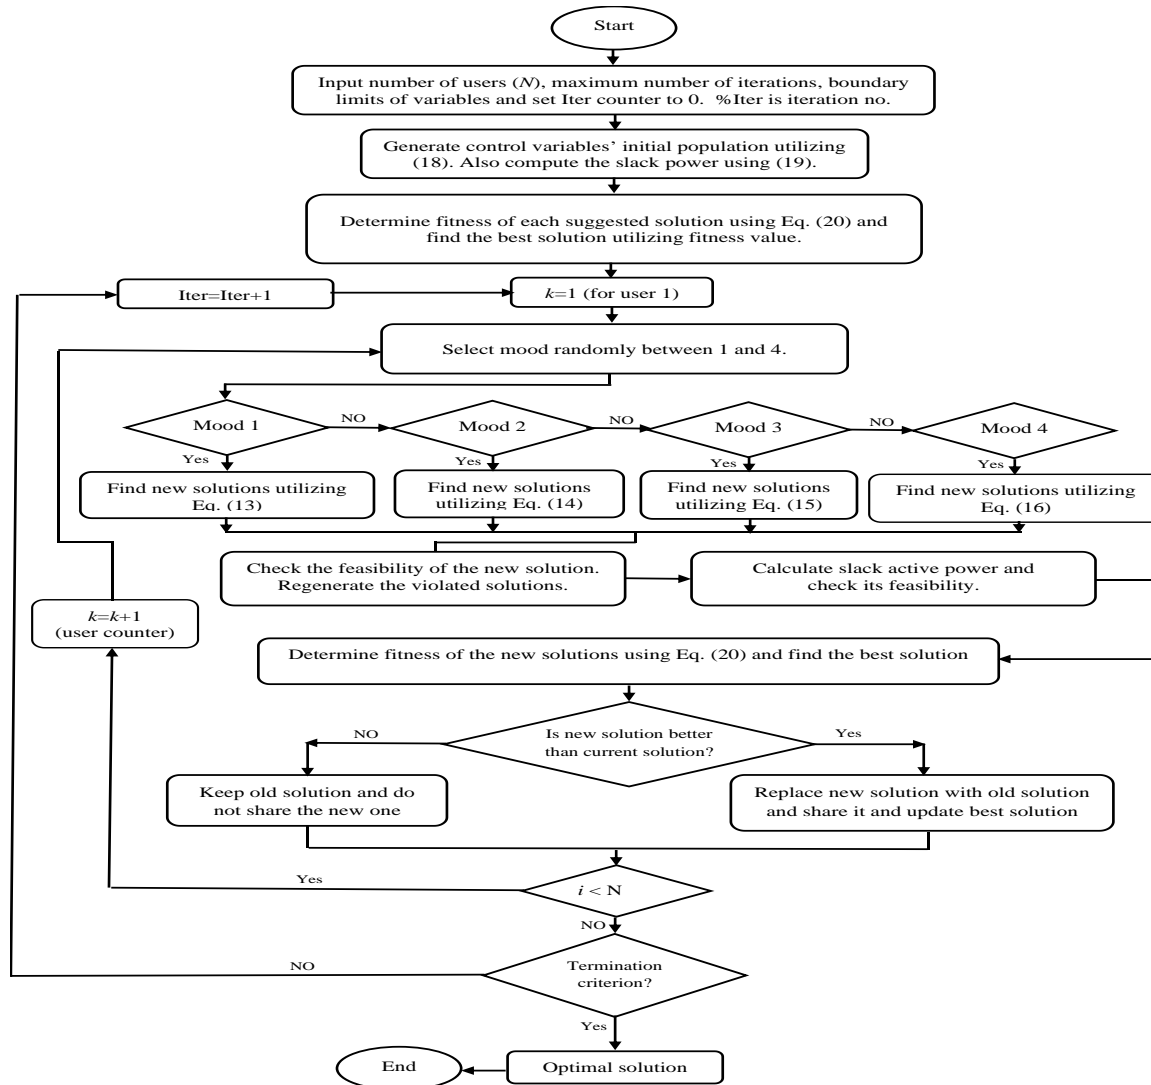 Start
Input number of users (N), maximum number of iterations, boundary
limits of variables and set Iter counter to 0. %Iter is iteration no.
Generate control variables' initial population utilizing
(18). Also compute the slack power using (19).
Determine fitness of each suggested solution using Eq. (20) and
find the best solution utilizing fitness value.
Iter=Iter+1
k=1 (for user 1)
Select mood randomly between 1 and 4.
Mood 1
NO
Mood 2
NO
Mood 3
NO
Mood 4
Yes
Yes
Yes
Yes
Find new solutions utilizing
Eq. (13)
Find new solutions
utilizing Eq. (14)
Find new solutions
utilizing Eq. (15)
Find new solutions utilizing
Eq. (16)
Check the feasibility of the new solution.
Regenerate the violated solutions.
Calculate slack active power and
check its feasibility.
k=k+1
(user counter)
Determine fitness of the new solutions using Eq. (20) and find the best solution
Is new solution better
than current solution?
NO
Yes
Keep old solution and do
not share the new one
Replace new solution with old solution
and share it and update best solution
i < N
Yes
NO
Termination
criterion?
NO
Yes
Optimal solution
End